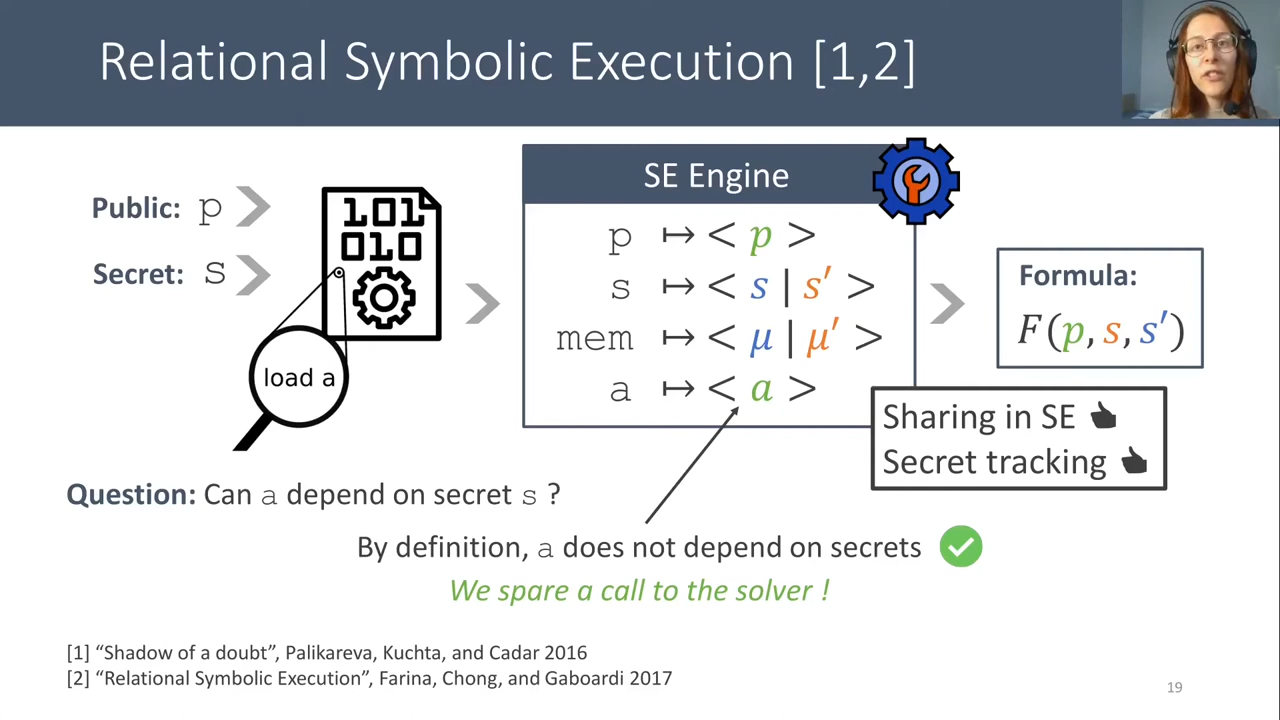 Relational Symbolic Execution [1,2]
Public: p
Secret: s
101
010
load a
SE Engine
p ↦ < p >
s ↦ < s | s′ >
mem ↦ < μ | μ′ >
a ↦ < a >
Formula:
F(p, s, s′)
Sharing in SE
Secret tracking
Question: Can a depend on secret s ?
By definition, a does not depend on secrets
We spare a call to the solver !
[1] “Shadow of a doubt”, Palikareva, Kuchta, and Cadar 2016
[2] “Relational Symbolic Execution”, Farina, Chong, and Gaboardi 2017
19